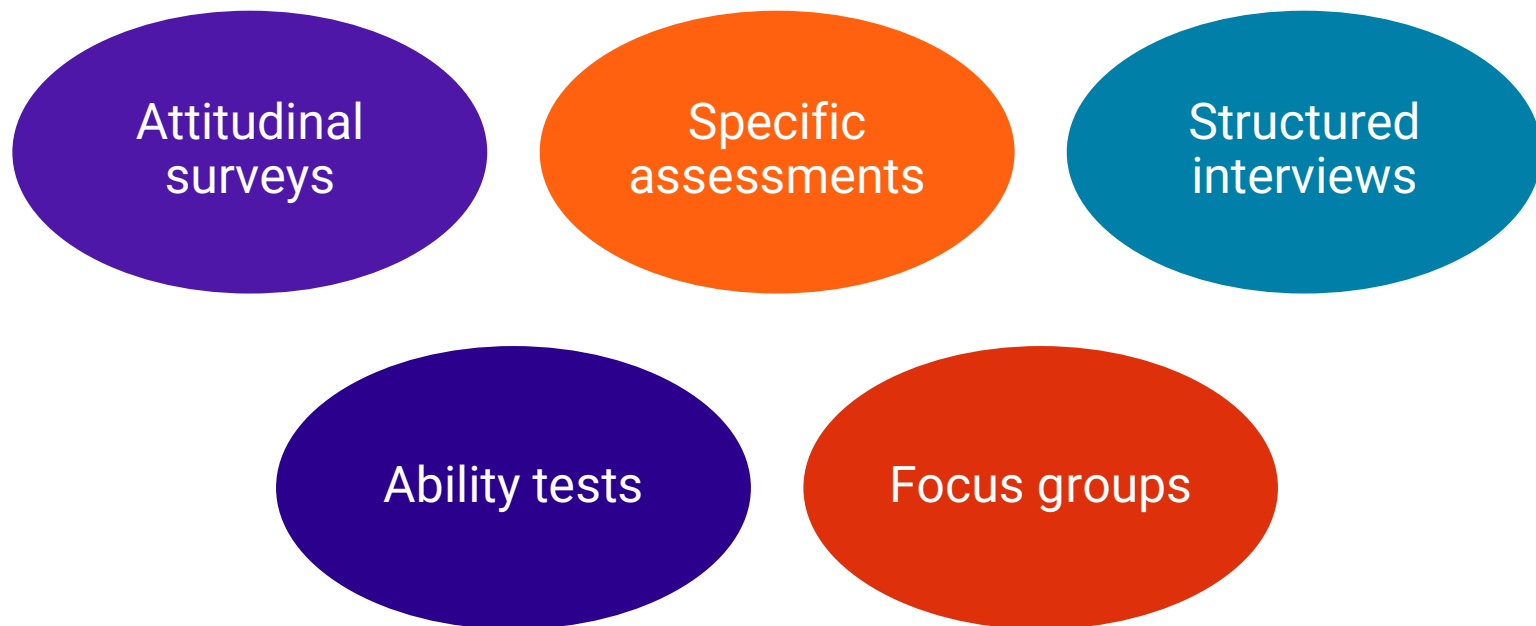 Attitudinal
surveys
Specific
assessments
Structured
interviews
Ability tests
Focus groups